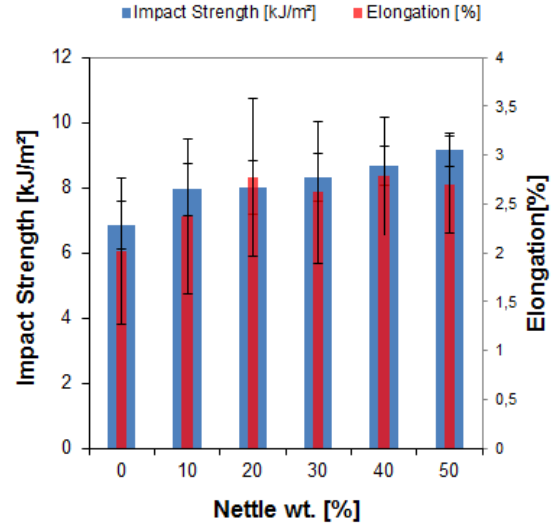 Impact Strength [kJ/m²] Elongation [%]
12 4
10 3,5
8 3
6 2,5
4 2
2 1,5
0 1
0,5
0
Impact Strength [kJ/m²]
Elongation[%]
0 10 20 30 40 50
Nettle wt. [%]